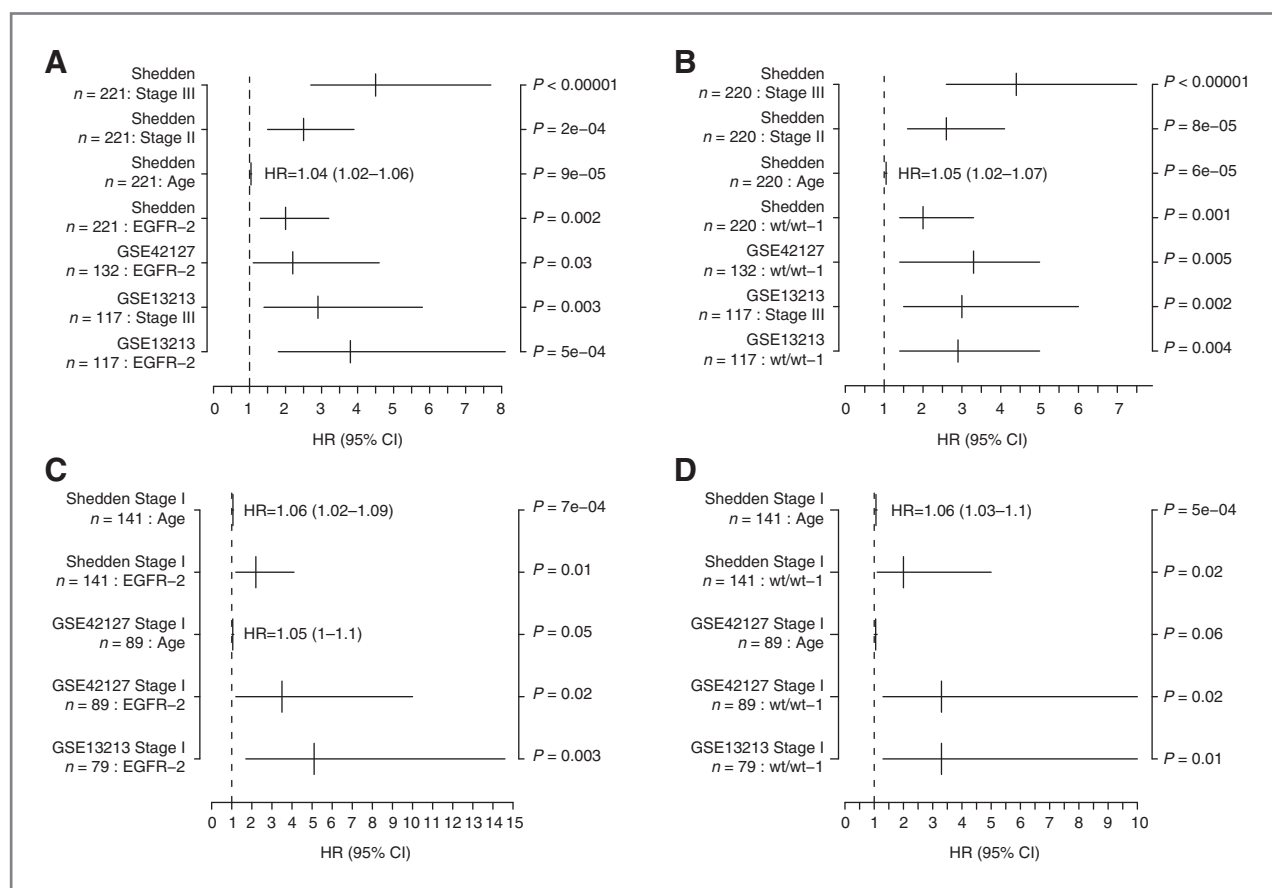 A
Shedden
n = 221: Stage III
P < 0.00001
Shedden
n = 221: Stage II
P = 2e−04
Shedden
n = 221: Age
HR=1.04 (1.02–1.06)
P = 9e−05
Shedden
n = 221 : EGFR−2
P = 0.002
GSE42127
n = 132 : EGFR−2
P = 0.03
GSE13213
n = 117 : Stage III
P = 0.003
GSE13213
n = 117 : EGFR−2
P = 5e−04
0 1 2 3 4 5 6 7 8
HR (95% CI)
B
Shedden
n = 220 : Stage III
P < 0.00001
Shedden
n = 220 : Stage II
P = 8e−05
Shedden
n = 220 : Age
HR=1.05 (1.02–1.07)
P = 6e−05
Shedden
n = 220 : wt/wt−1
P = 0.001
GSE42127
n = 132 : wt/wt−1
P = 0.005
GSE13213
n = 117 : Stage III
P = 0.002
GSE13213
n = 117 : wt/wt−1
P = 0.004
0 1 2 3 4 5 6 7
HR (95% CI)
C
Shedden Stage I
n = 141 : Age
HR=1.06 (1.02–1.09)
P = 7e−04
Shedden Stage I
n = 141 : EGFR−2
P = 0.01
GSE42127 Stage I
n = 89 : Age
HR=1.05 (1–1.1)
P = 0.05
GSE42127 Stage I
n = 89 : EGFR−2
P = 0.02
GSE13213 Stage I
n = 79 : EGFR−2
P = 0.003
0 1 2 3 4 5 6 7 8 9 10 11 12 13 14 15
HR (95% CI)
D
Shedden Stage I
n = 141 : Age
HR=1.06 (1.03–1.1)
P = 5e−04
Shedden Stage I
n = 141 : wt/wt−1
P = 0.02
GSE42127 Stage I
n = 89 : Age
P = 0.06
GSE42127 Stage I
n = 89 : wt/wt−1
P = 0.02
GSE13213 Stage I
n = 79 : wt/wt−1
P = 0.01
0 1 2 3 4 5 6 7 8 9 10
HR (95% CI)